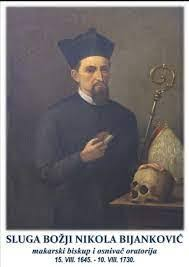 SLUGA BOŽJI NIKOLA BIJANKOVIĆ
makarski biskup i osnivač oratorija
15. VIII. 1645. - 10. VIII. 1730.